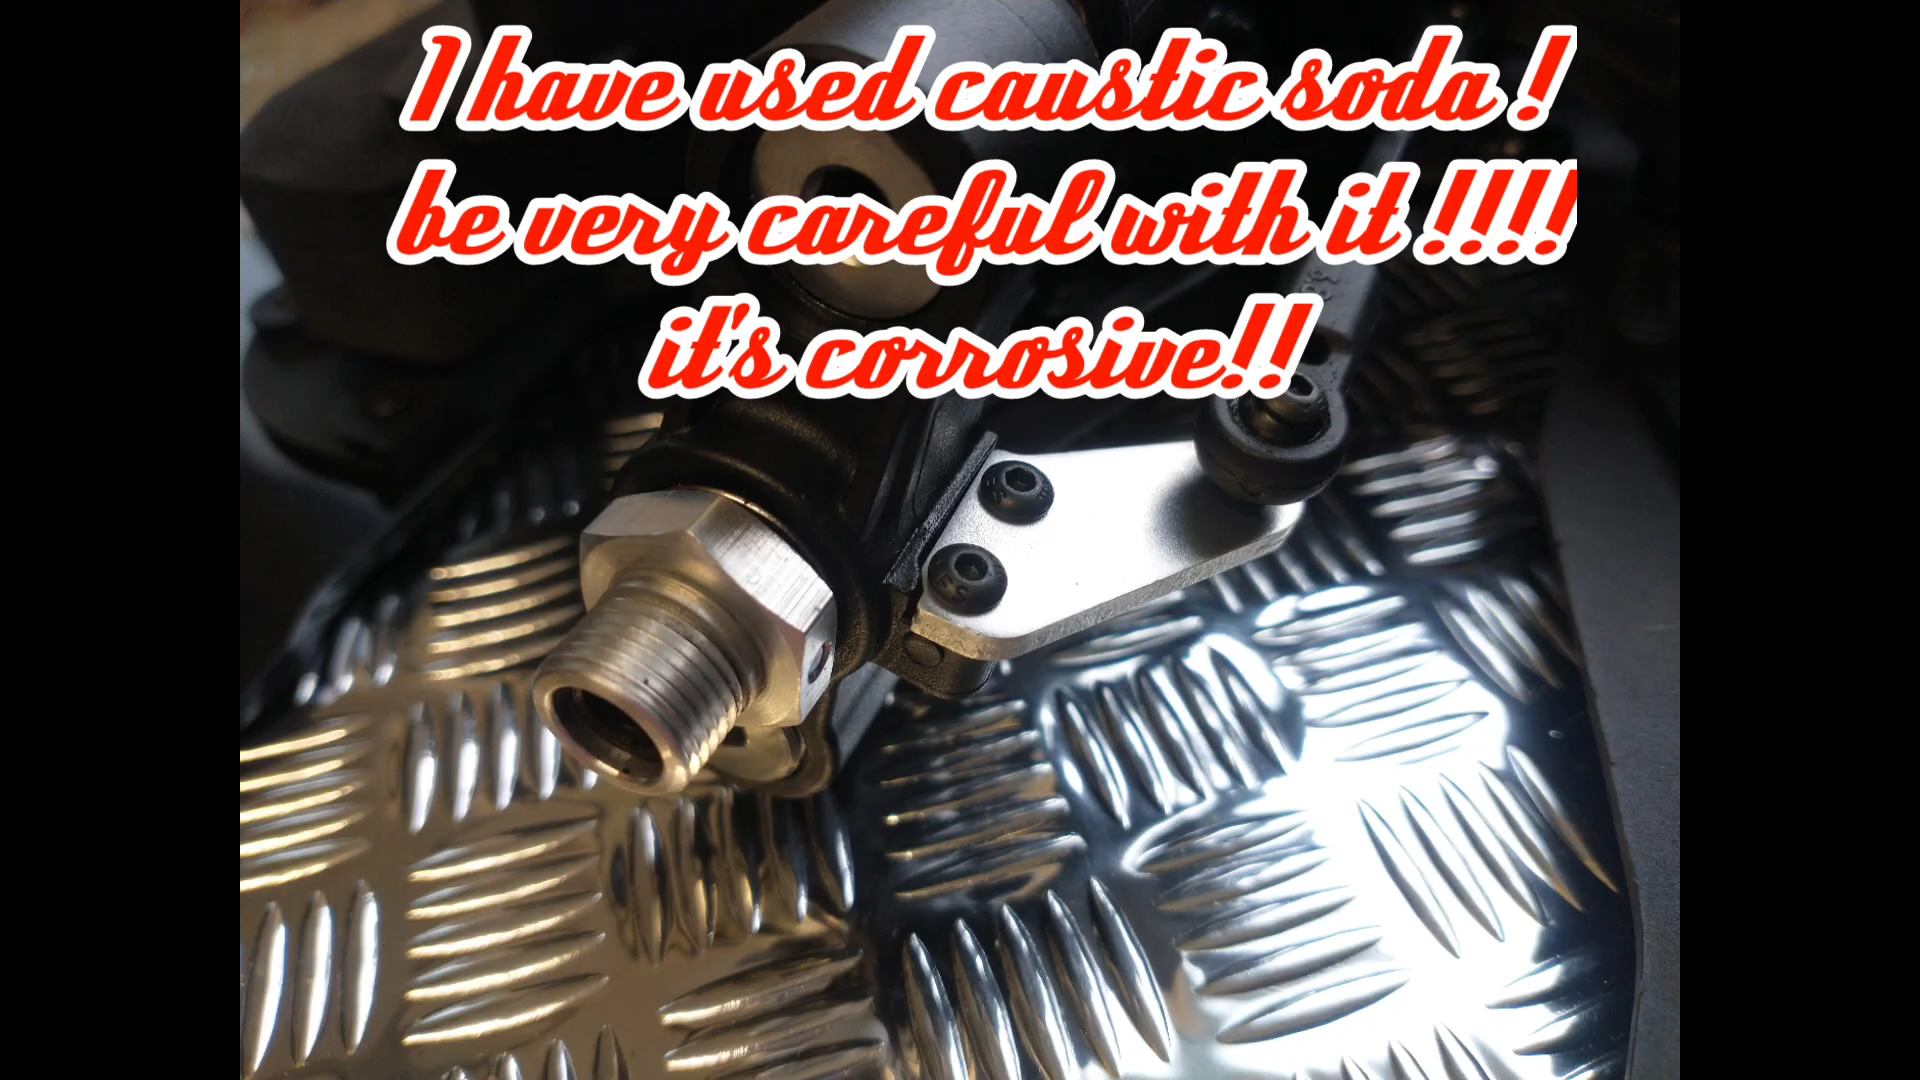 I have used caustic soda !
be very careful with it !!!!
it's corrosive!!